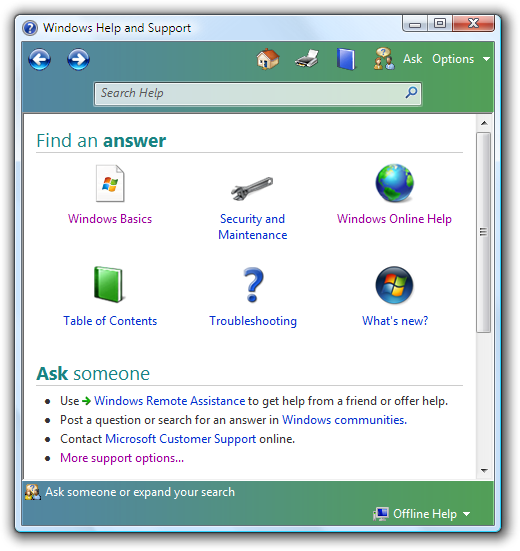 Windows Help and Support
Ask Options
Search Help
Find an answer
Windows Basics
Security and
Maintenance
Windows Online Help
Table of Contents
Troubleshooting
What's new?
Ask someone
Use Windows Remote Assistance to get help from a friend or offer help.
Post a question or search for an answer in Windows communities.
Contact Microsoft Customer Support online.
More support options...
Ask someone or expand your search
Offline Help